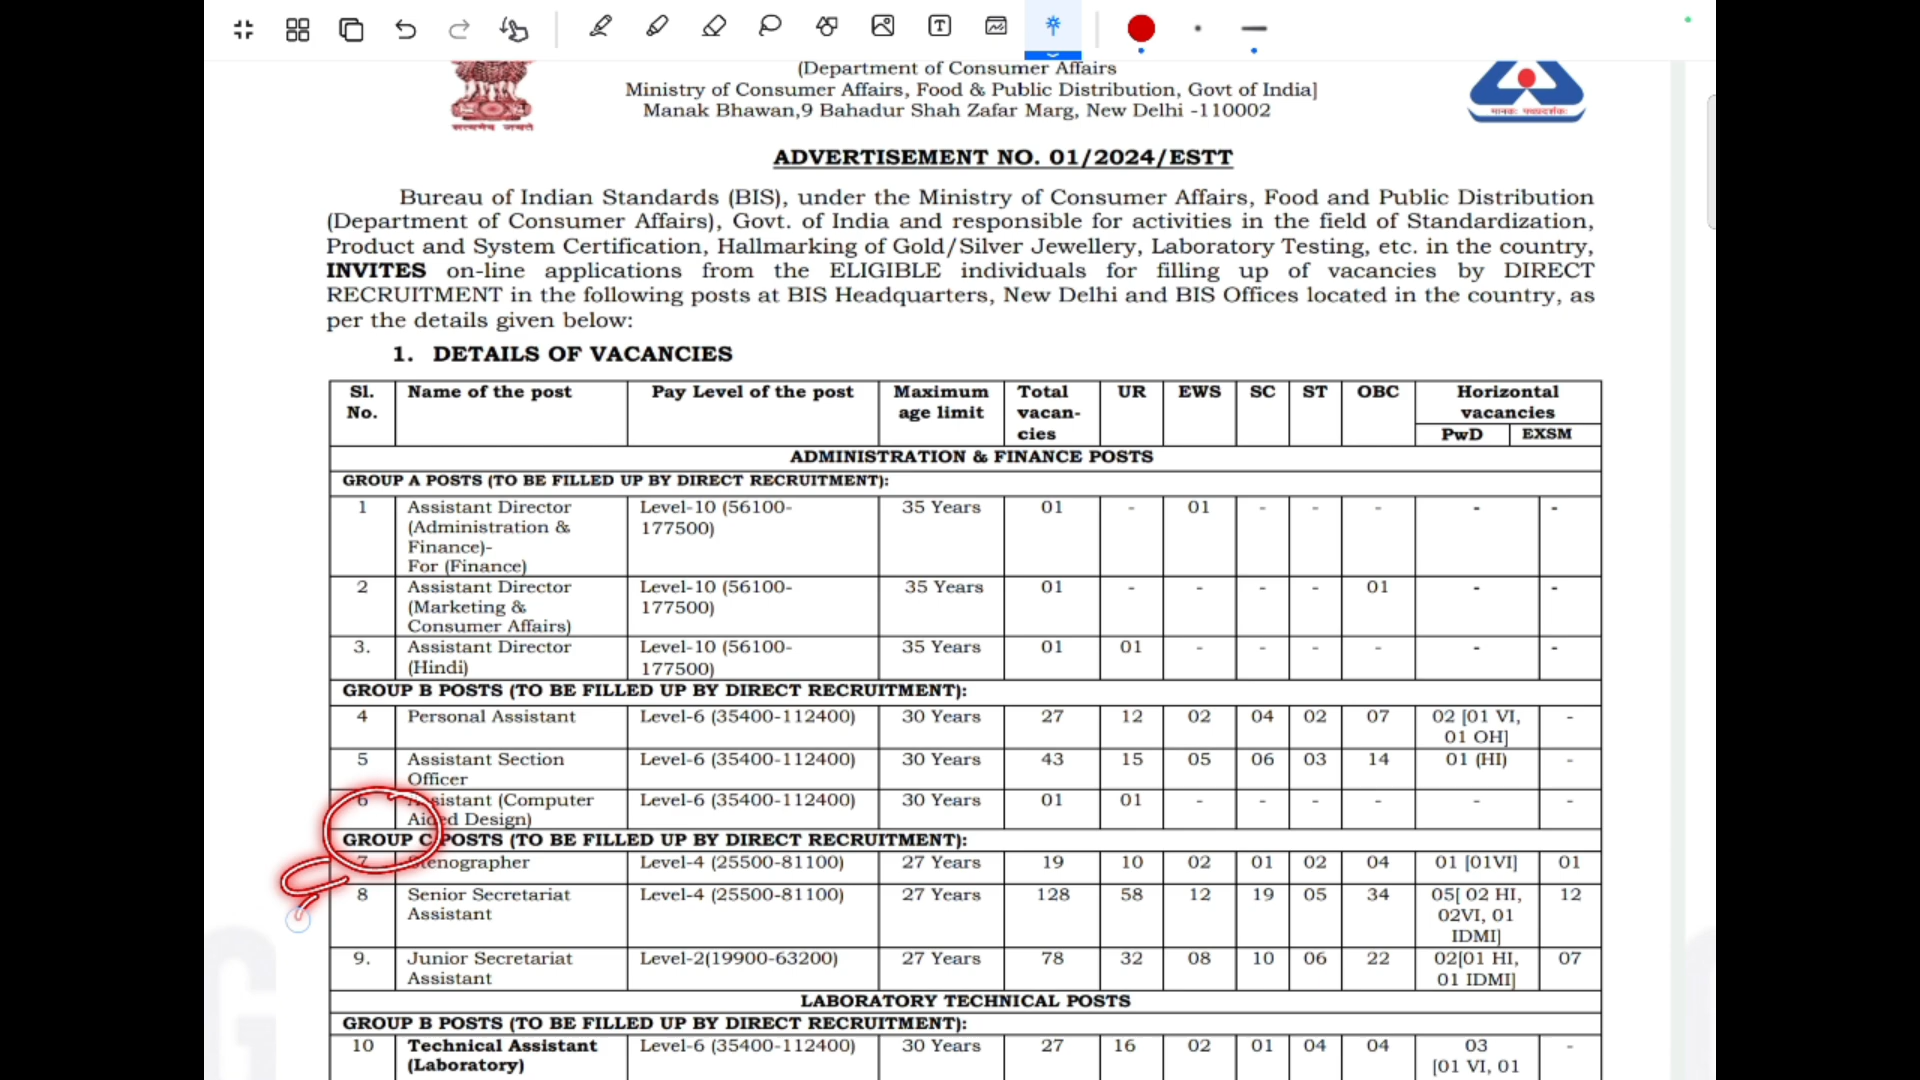 (Department of Consumer Affairs
Ministry of Consumer Affairs, Food & Public Distribution, Govt of India]
Manak Bhawan,9 Bahadur Shah Zafar Marg, New Delhi -110002
सत्यमेव जयते
मानकः पथप्रदर्शकः
ADVERTISEMENT NO. 01/2024/ESTT
Bureau of Indian Standards (BIS), under the Ministry of Consumer Affairs, Food and Public Distribution
(Department of Consumer Affairs), Govt. of India and responsible for activities in the field of Standardization,
Product and System Certification, Hallmarking of Gold/Silver Jewellery, Laboratory Testing, etc. in the country,
INVITES on-line applications from the ELIGIBLE individuals for filling up of vacancies by DIRECT
RECRUITMENT in the following posts at BIS Headquarters, New Delhi and BIS Offices located in the country, as
per the details given below:
1. DETAILS OF VACANCIES
Sl. Name of the post Pay Level of the post Maximum Total UR EWS SC ST OBC Horizontal
No. age limit vacan- vacancies
cies PwD EXSM
ADMINISTRATION & FINANCE POSTS
GROUP A POSTS (TO BE FILLED UP BY DIRECT RECRUITMENT):
1 Assistant Director Level-10 (56100- 35 Years 01 - 01 - - - - -
(Administration & 177500)
Finance)-
For (Finance)
2 Assistant Director Level-10 (56100- 35 Years 01 - - - - 01 - -
(Marketing & 177500)
Consumer Affairs)
3. Assistant Director Level-10 (56100- 35 Years 01 01 - - - - - -
(Hindi) 177500)
GROUP B POSTS (TO BE FILLED UP BY DIRECT RECRUITMENT):
4 Personal Assistant Level-6 (35400-112400) 30 Years 27 12 02 04 02 07 02 [01 VI, -
01 OH]
5 Assistant Section Level-6 (35400-112400) 30 Years 43 15 05 06 03 14 01 (HI) -
Officer
6 Assistant (Computer Level-6 (35400-112400) 30 Years 01 01 - - - - - -
Aided Design)
GROUP C POSTS (TO BE FILLED UP BY DIRECT RECRUITMENT):
7 Stenographer Level-4 (25500-81100) 27 Years 19 10 02 01 02 04 01 [01VI] 01
8 Senior Secretariat Level-4 (25500-81100) 27 Years 128 58 12 19 05 34 05[ 02 HI, 12
Assistant 02VI, 01
IDMI]
9. Junior Secretariat Level-2(19900-63200) 27 Years 78 32 08 10 06 22 02[01 HI, 07
Assistant 01 IDMI]
LABORATORY TECHNICAL POSTS
GROUP B POSTS (TO BE FILLED UP BY DIRECT RECRUITMENT):
10 Technical Assistant Level-6 (35400-112400) 30 Years 27 16 02 01 04 04 03 -
(Laboratory) [01 VI, 01